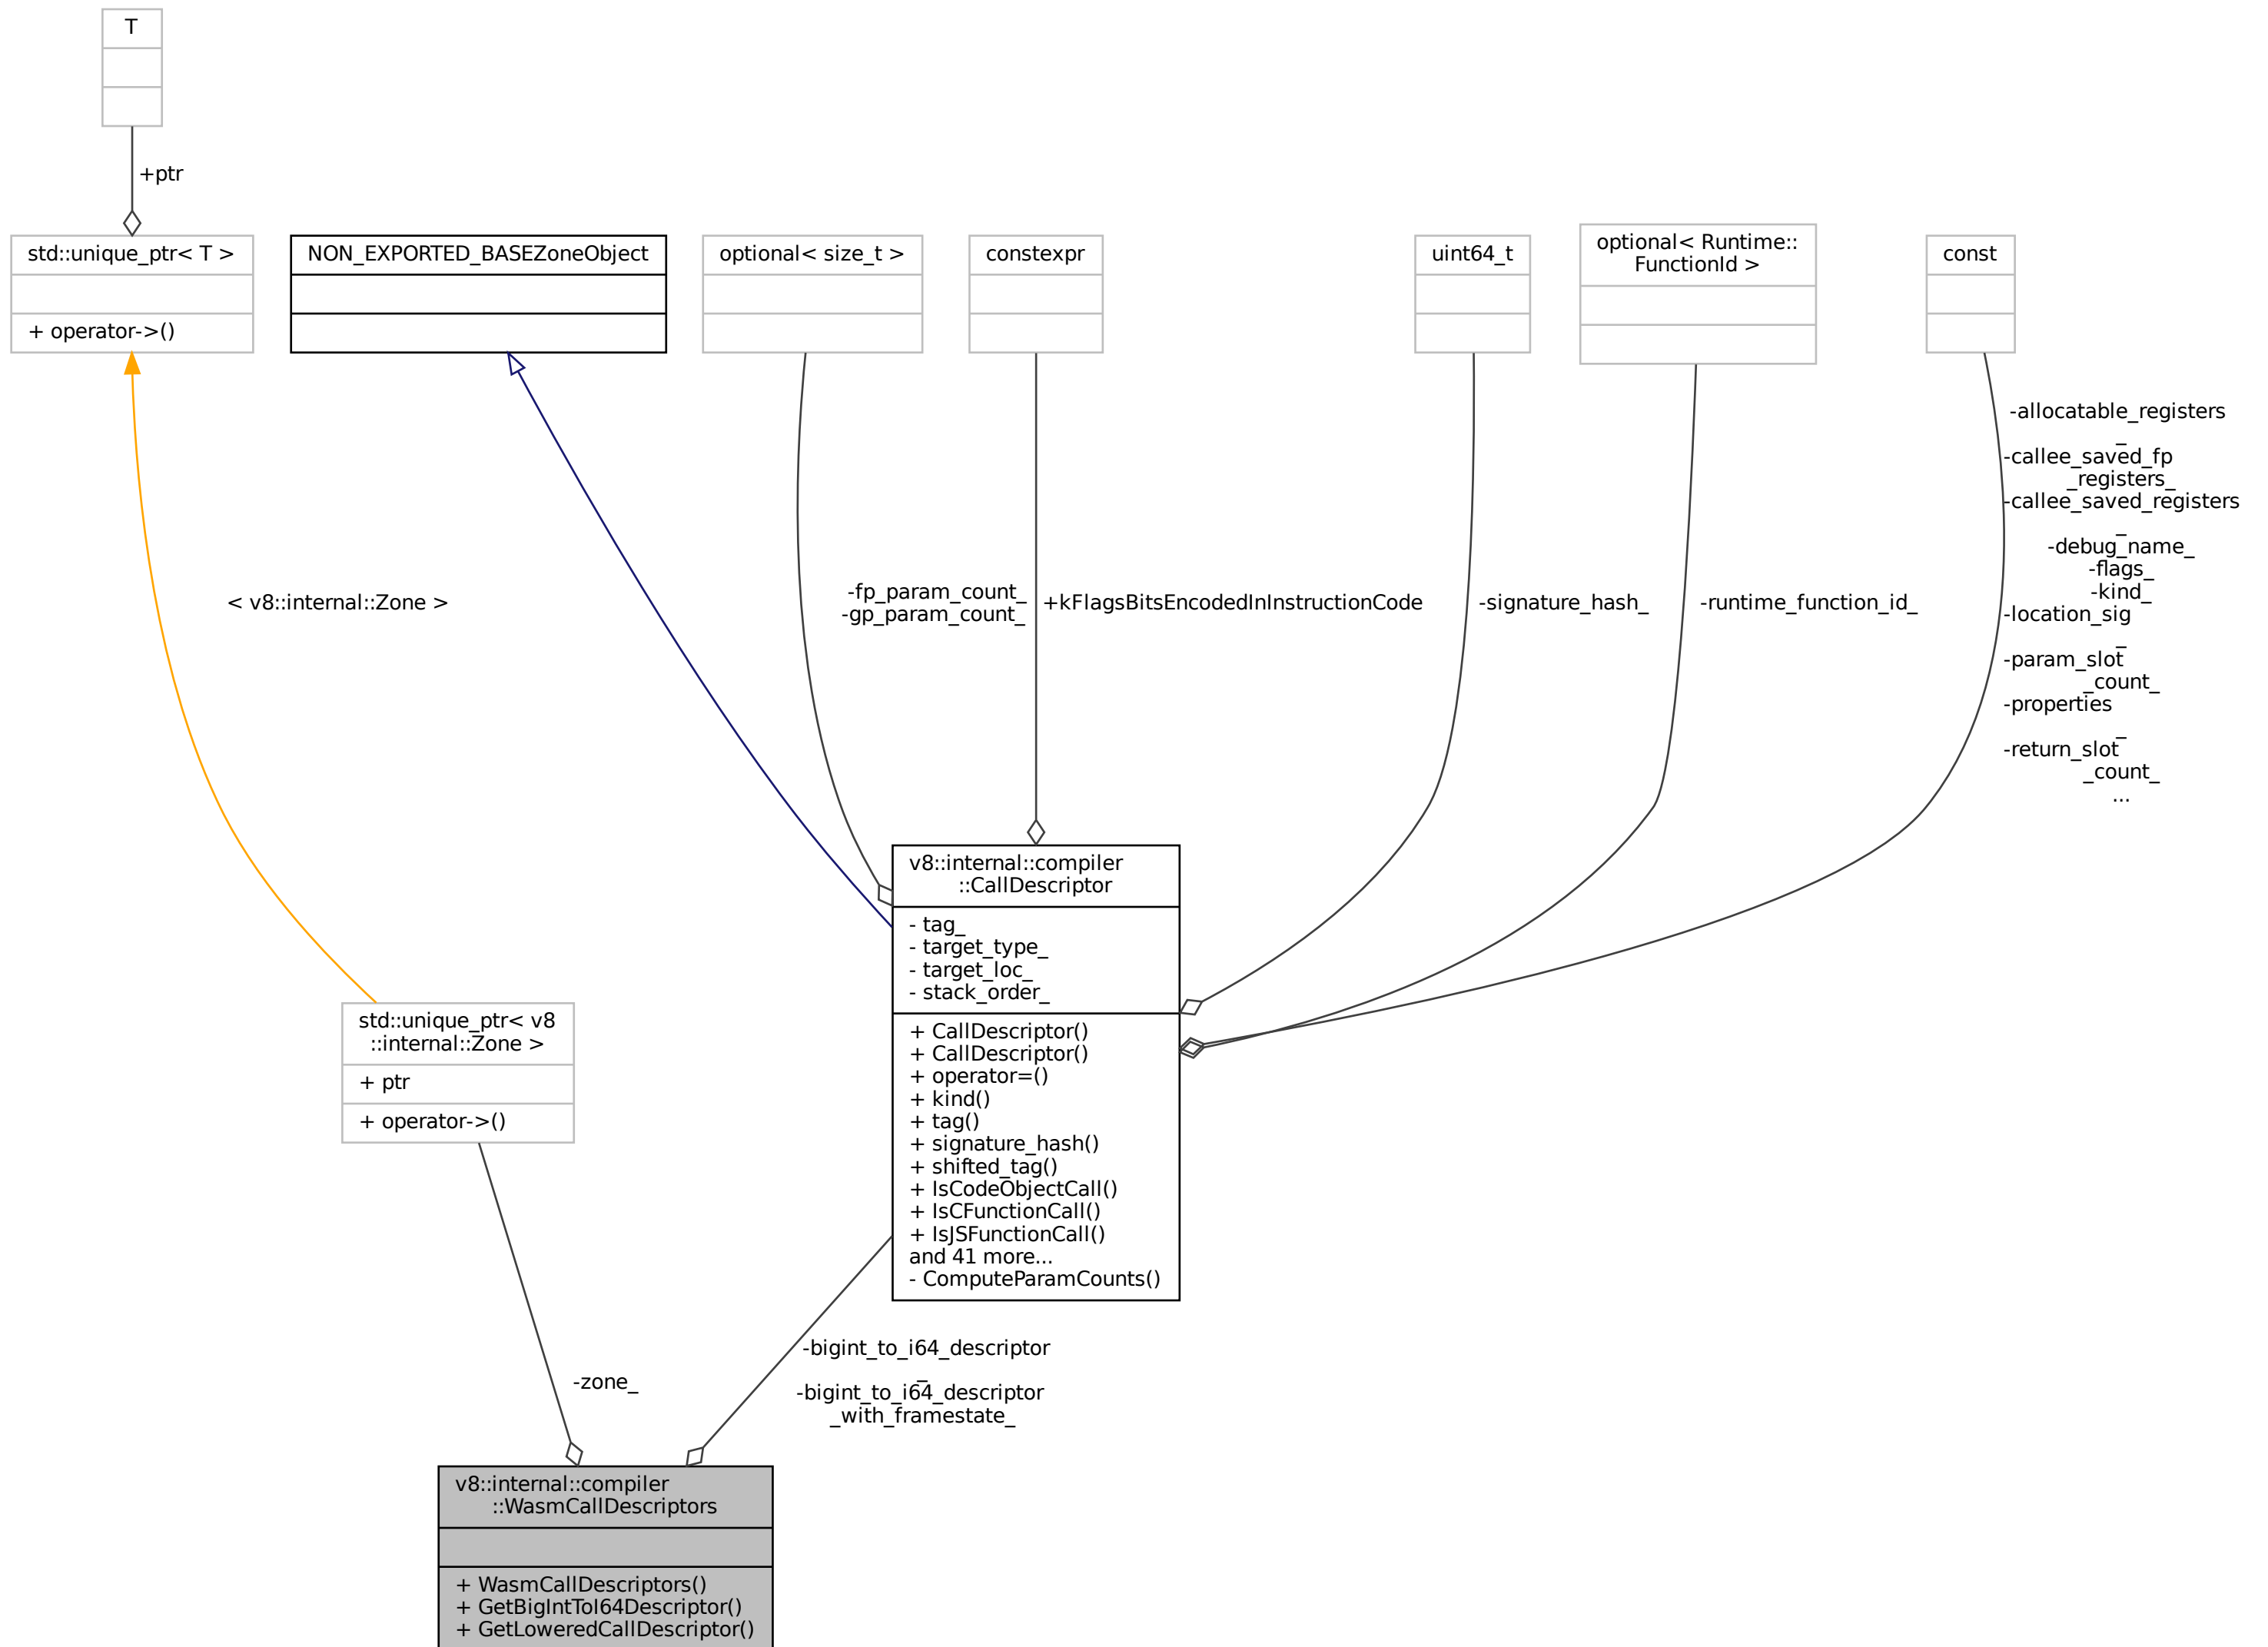 T
+ptr
std::unique_ptr< T >
+ operator->()
NON_EXPORTED_BASEZoneObject
optional< size_t >
constexpr
uint64_t
optional< Runtime::
FunctionId >
const
< v8::internal::Zone >
-fp_param_count_
-gp_param_count_
+kFlagsBitsEncodedInInstructionCode
-signature_hash_
-runtime_function_id_
-allocatable_registers
_
-callee_saved_fp
_registers_
-callee_saved_registers
_
-debug_name_
-flags_
-kind_
-location_sig
_
-param_slot
_count_
-properties
_
-return_slot
_count_
...
v8::internal::compiler
::CallDescriptor
- tag_
- target_type_
- target_loc_
- stack_order_
+ CallDescriptor()
+ CallDescriptor()
+ operator=()
+ kind()
+ tag()
+ signature_hash()
+ shifted_tag()
+ IsCodeObjectCall()
+ IsCFunctionCall()
+ IsJSFunctionCall()
and 41 more...
- ComputeParamCounts()
std::unique_ptr< v8
::internal::Zone >
+ ptr
+ operator->()
-zone_
-bigint_to_i64_descriptor
_
-bigint_to_i64_descriptor
_with_framestate_
v8::internal::compiler
::WasmCallDescriptors
+ WasmCallDescriptors()
+ GetBigIntToI64Descriptor()
+ GetLoweredCallDescriptor()